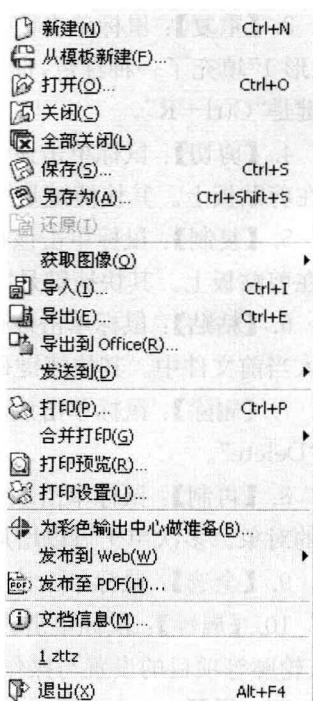 新建(N) Ctrl+N
从模板新建(F)...
打开(O)... Ctrl+O
关闭(C)
全部关闭(L)
保存(S)... Ctrl+S
另存为(A)... Ctrl+Shift+S
还原(T)
获取图像(Q)
导入(I)... Ctrl+I
导出(E)... Ctrl+E
导出到 Office(R)...
发送到(D)
打印(P)... Ctrl+P
合并打印(G)
打印预览(R)...
打印设置(U)...
为彩色输出中心做准备(B)...
发布到 Web(W)
发布至 PDF(H)...
文档信息(M)...
1 zttz
退出(X) Alt+F4